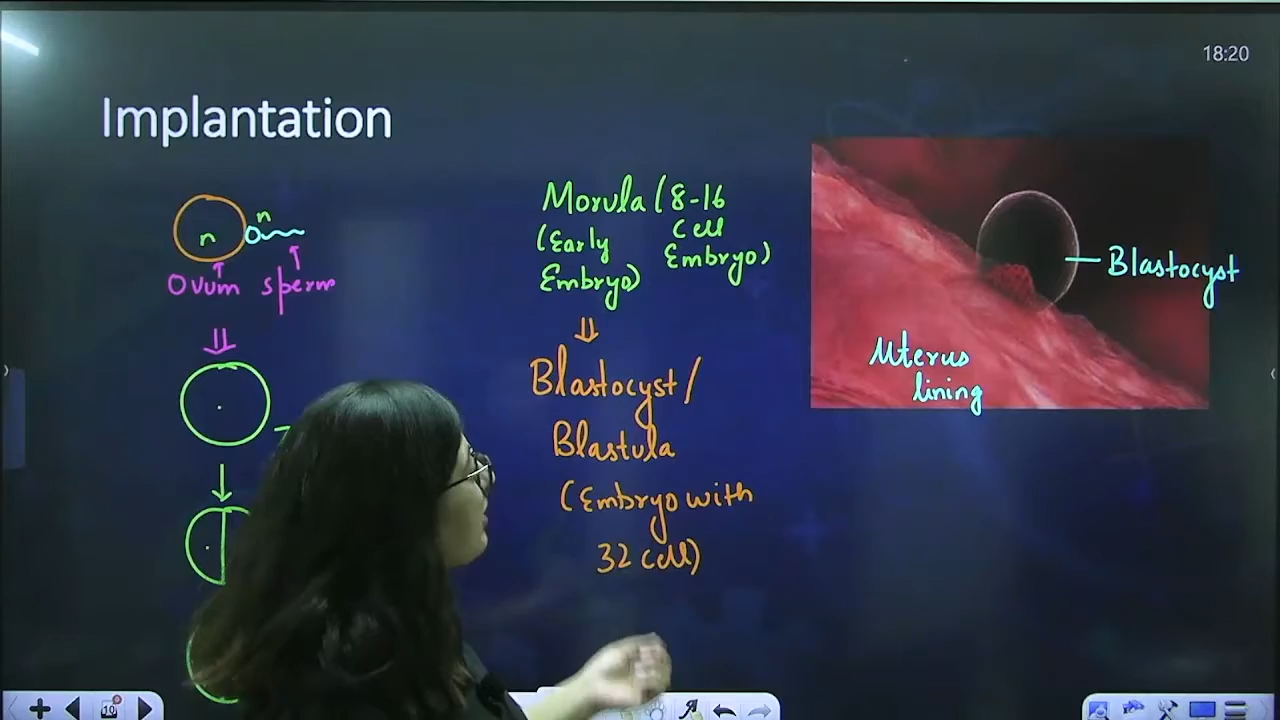 18:20
Implantation
n
n
Ovum sperm
Morula (8-16
cell
Embryo)
(Early
Embryo)
Blastocyst/
Blastula
(Embryo with
32 cell)
Blastocyst
Uterus
lining
10